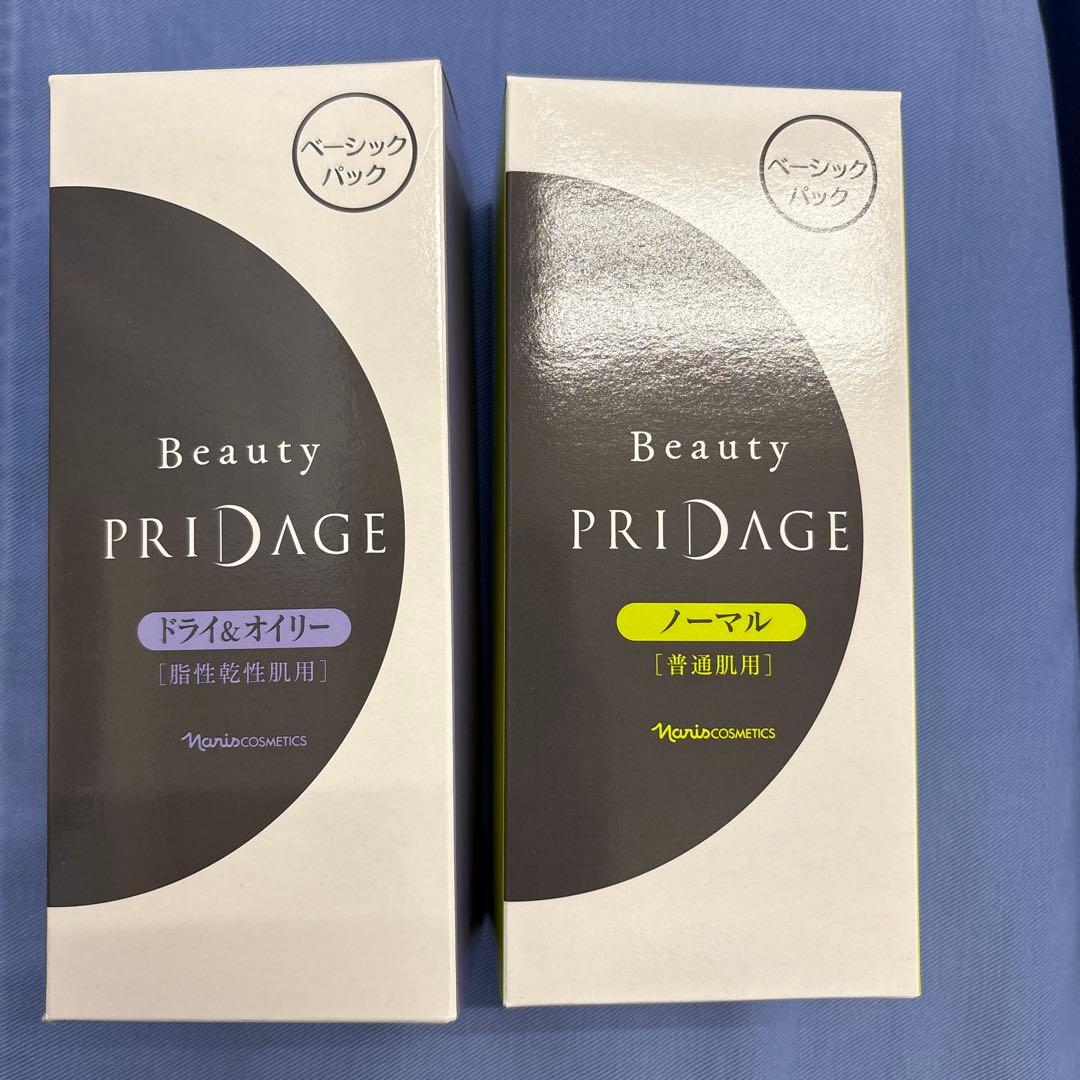 ベーシック
パック
Beauty
PRIDAGE
ドライ&オイリー
[脂性乾性肌用]
NarisCOSMETICS
ベーシック
パック
Beauty
PRIDAGE
ノーマル
[普通肌用]
NarisCOSMETICS